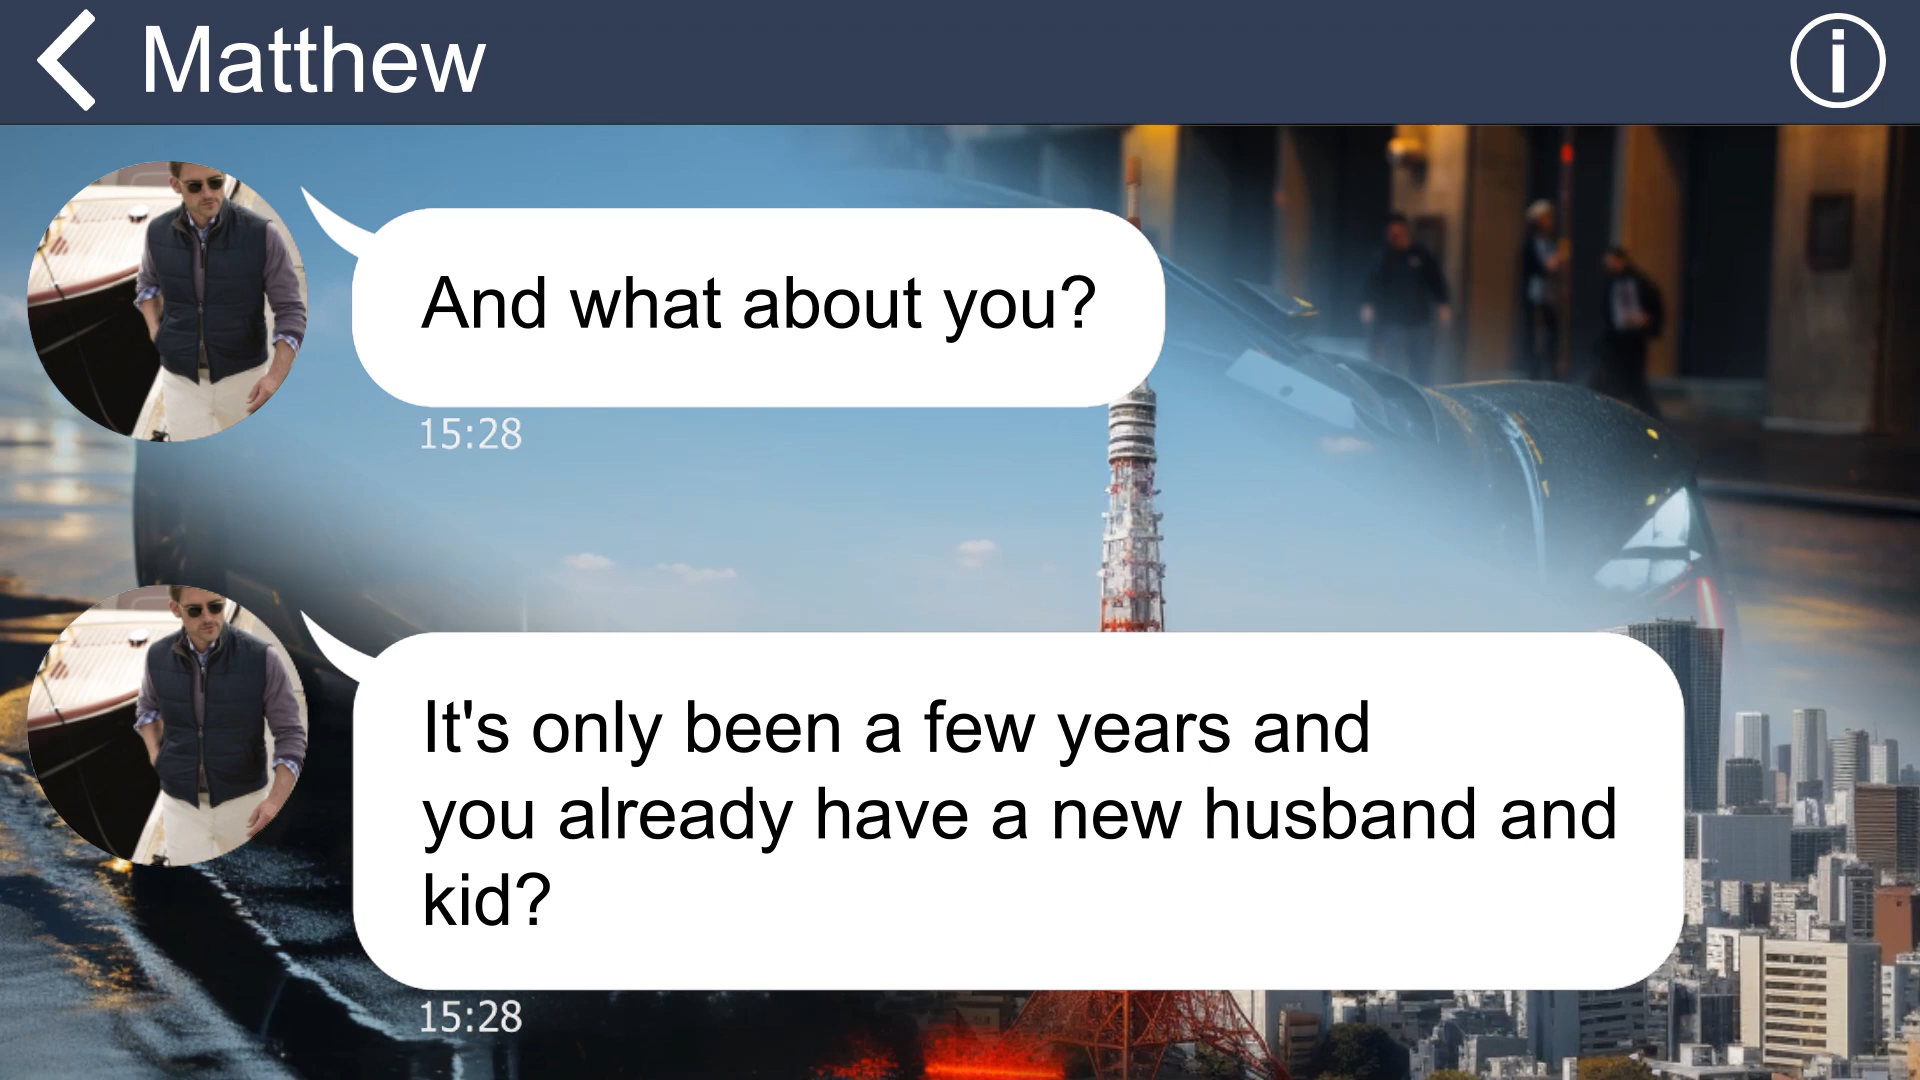 Matthew
And what about you?
15:28
It's only been a few years and
you already have a new husband and
kid?
15:28